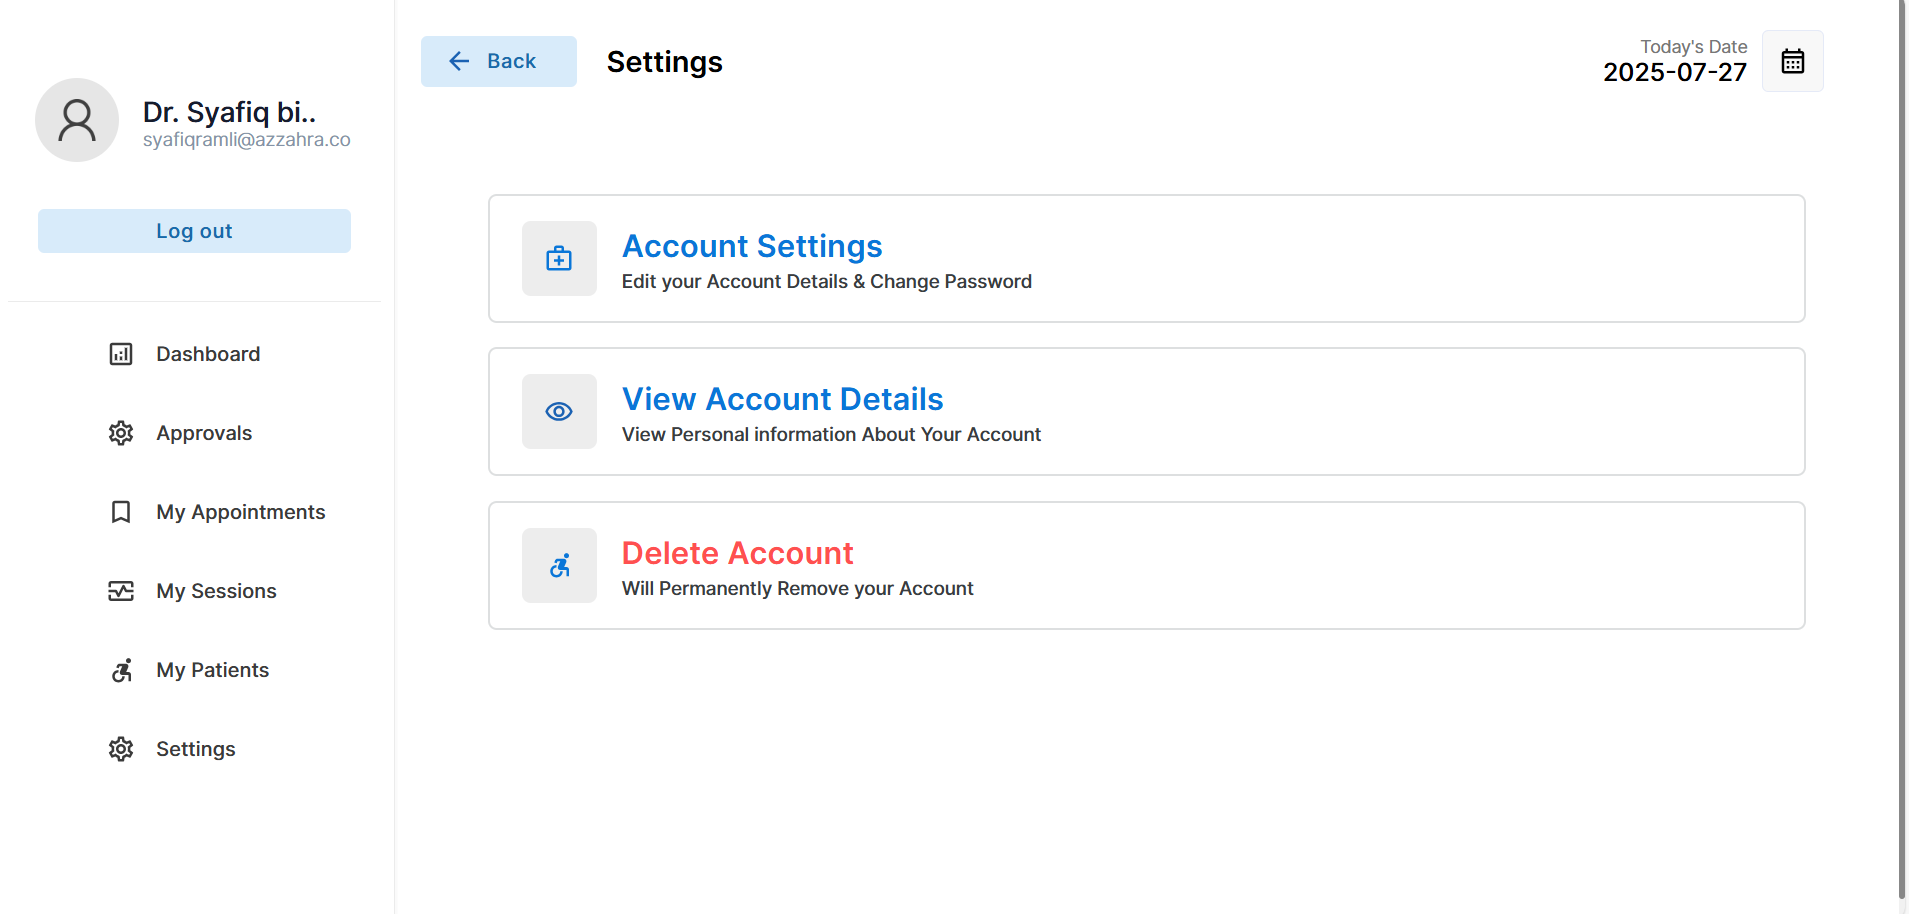 Dr. Syafiq bi..
syafiqramli@azzahra.co
Log out
Dashboard
Approvals
My Appointments
My Sessions
My Patients
Settings
Back
Settings
Today's Date
2025-07-27
Account Settings
Edit your Account Details & Change Password
View Account Details
View Personal information About Your Account
Delete Account
Will Permanently Remove your Account